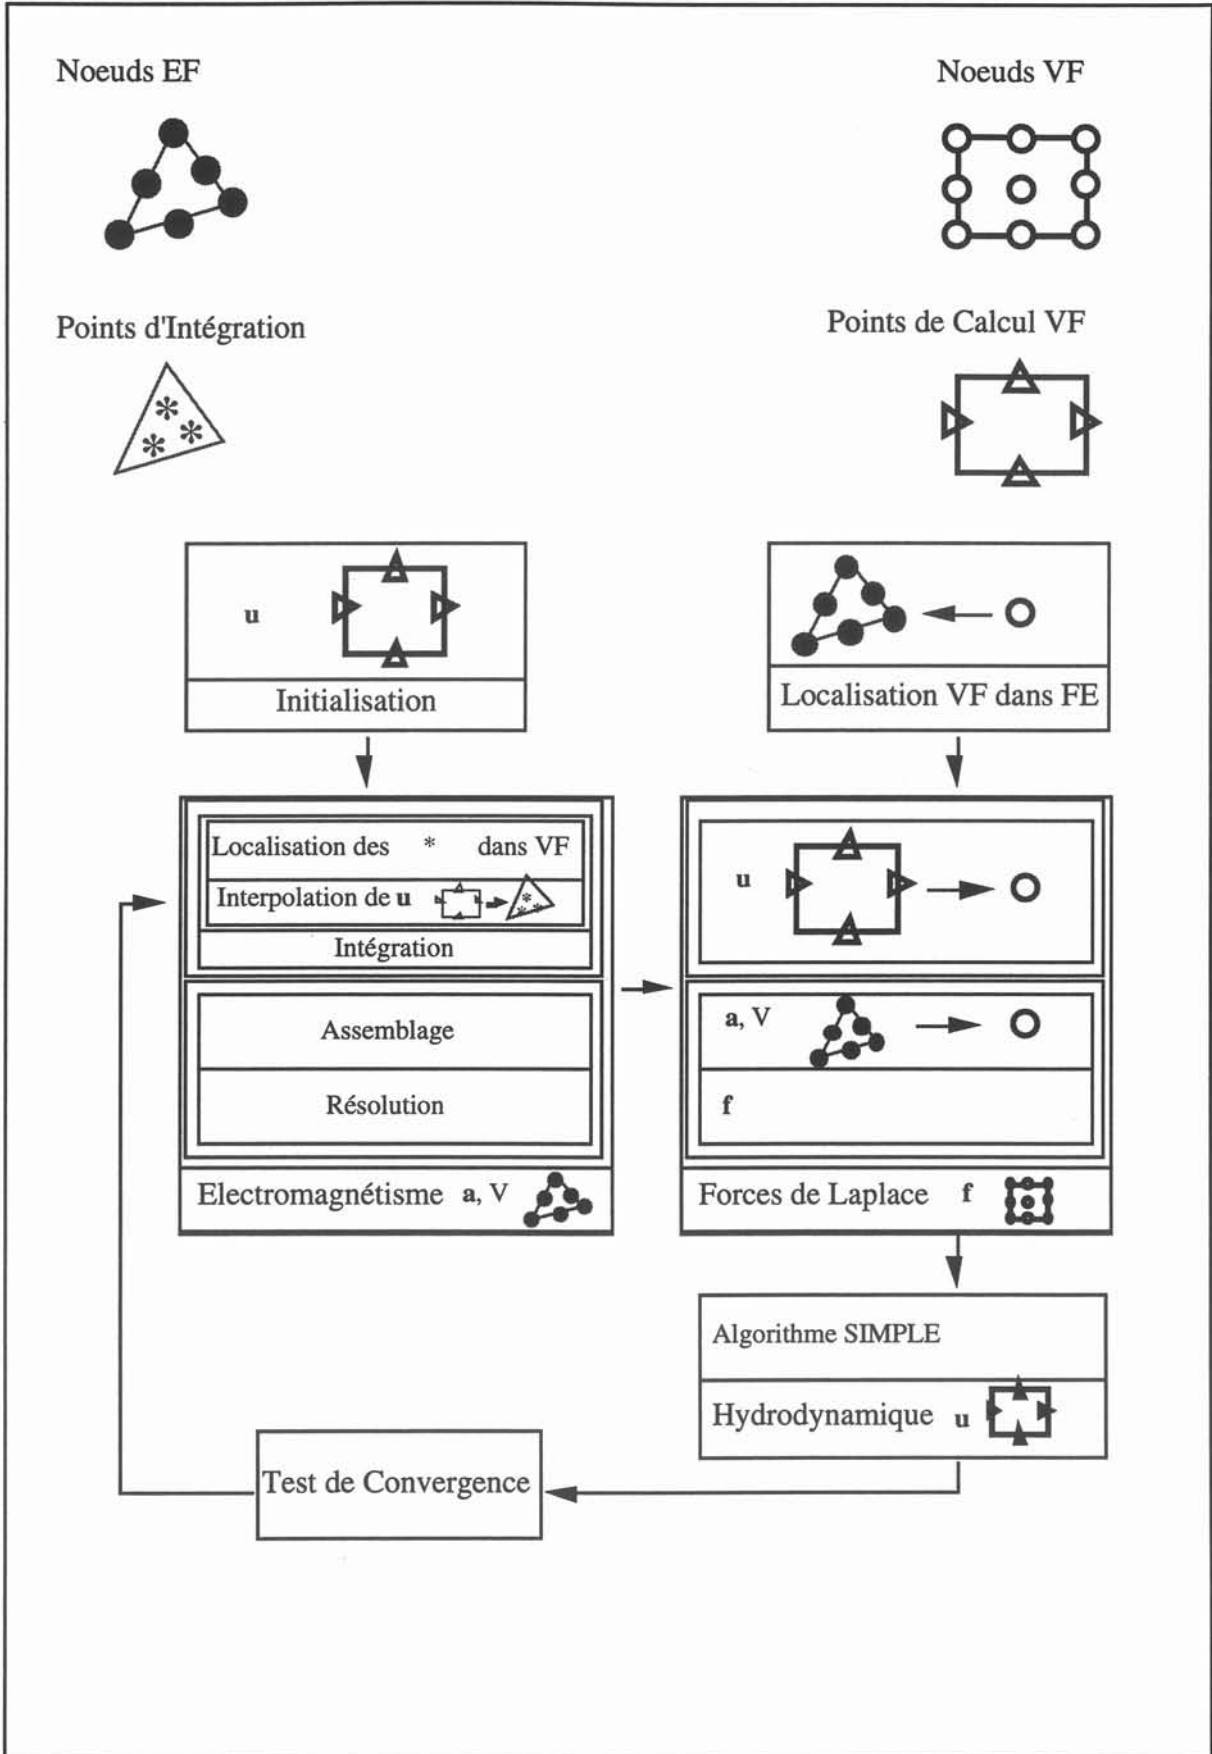 Noeuds EF
Noeuds VF
Points d'Intégration
Points de Calcul VF
u
Initialisation
Localisation VF dans FE
Localisation des * dans VF
Interpolation de u
Intégration
Assemblage
Résolution
Electromagnétisme a, V
u
a, V
f
Forces de Laplace f
Algorithme SIMPLE
Hydrodynamique u
Test de Convergence